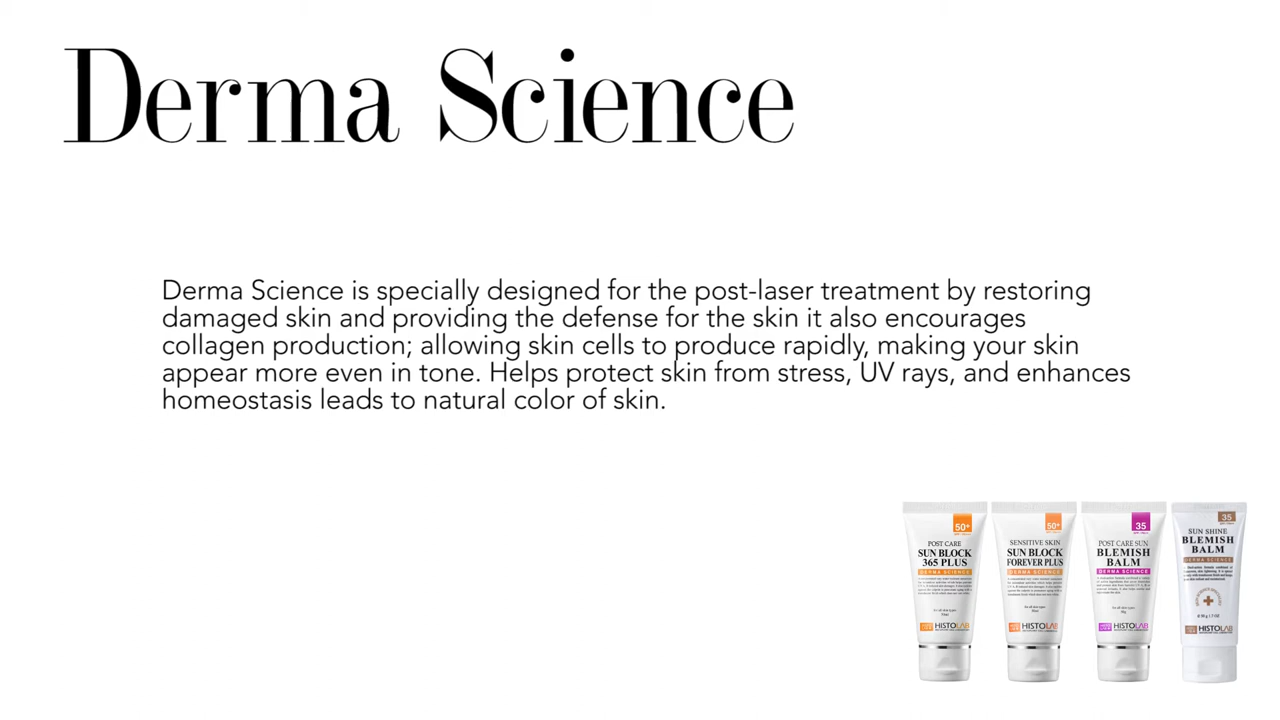 Derma Science
Derma Science is specially designed for the post-laser treatment by restoring
damaged skin and providing the defense for the skin it also encourages
collagen production; allowing skin cells to produce rapidly, making your skin
appear more even in tone. Helps protect skin from stress, UV rays, and enhances
homeostasis leads to natural color of skin.
50+
POST CARE
SUN BLOCK
365 PLUS
DERMA SCIENCE
HISTOLAB
50+
SENSITIVE SKIN
SUN BLOCK
FOREVER PLUS
DERMA SCIENCE
HISTOLAB
35
POST CARE SUN
BLEMISH
BALM
DERMA SCIENCE
HISTOLAB
35
SUN SHINE
BLEMISH
BALM
DERMA SCIENCE
HISTOLAB